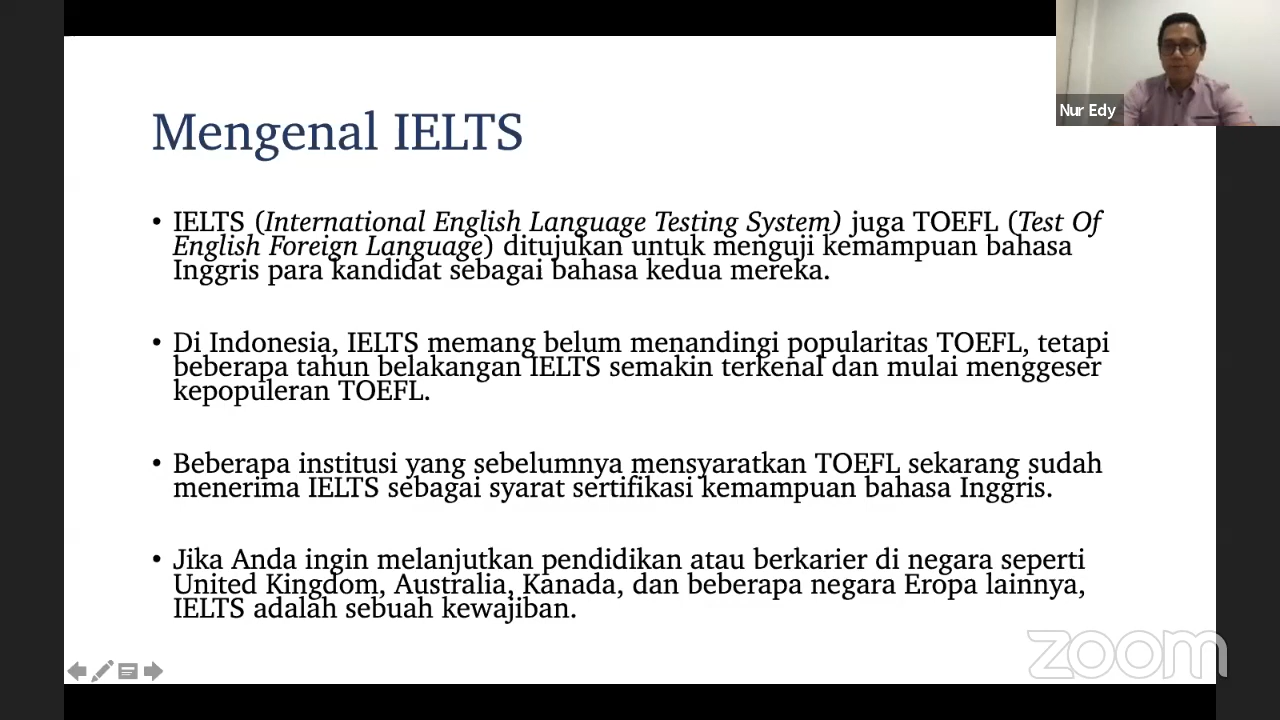 Mengenal IELTS
Nur Edy
• IELTS (International English Language Testing System) juga TOEFL (Test Of
English Foreign Language) ditujukan untuk menguji kemampuan bahasa
Inggris para kandidat sebagai bahasa kedua mereka.
• Di Indonesia, IELTS memang belum menandingi popularitas TOEFL, tetapi
beberapa tahun belakangan IELTS semakin terkenal dan mulai menggeser
kepopuleran TOEFL.
• Beberapa institusi yang sebelumnya mensyaratkan TOEFL sekarang sudah
menerima IELTS sebagai syarat sertifikasi kemampuan bahasa Inggris.
• Jika Anda ingin melanjutkan pendidikan atau berkarier di negara seperti
United Kingdom, Australia, Kanada, dan beberapa negara Eropa lainnya,
IELTS adalah sebuah kewajiban.
zoom